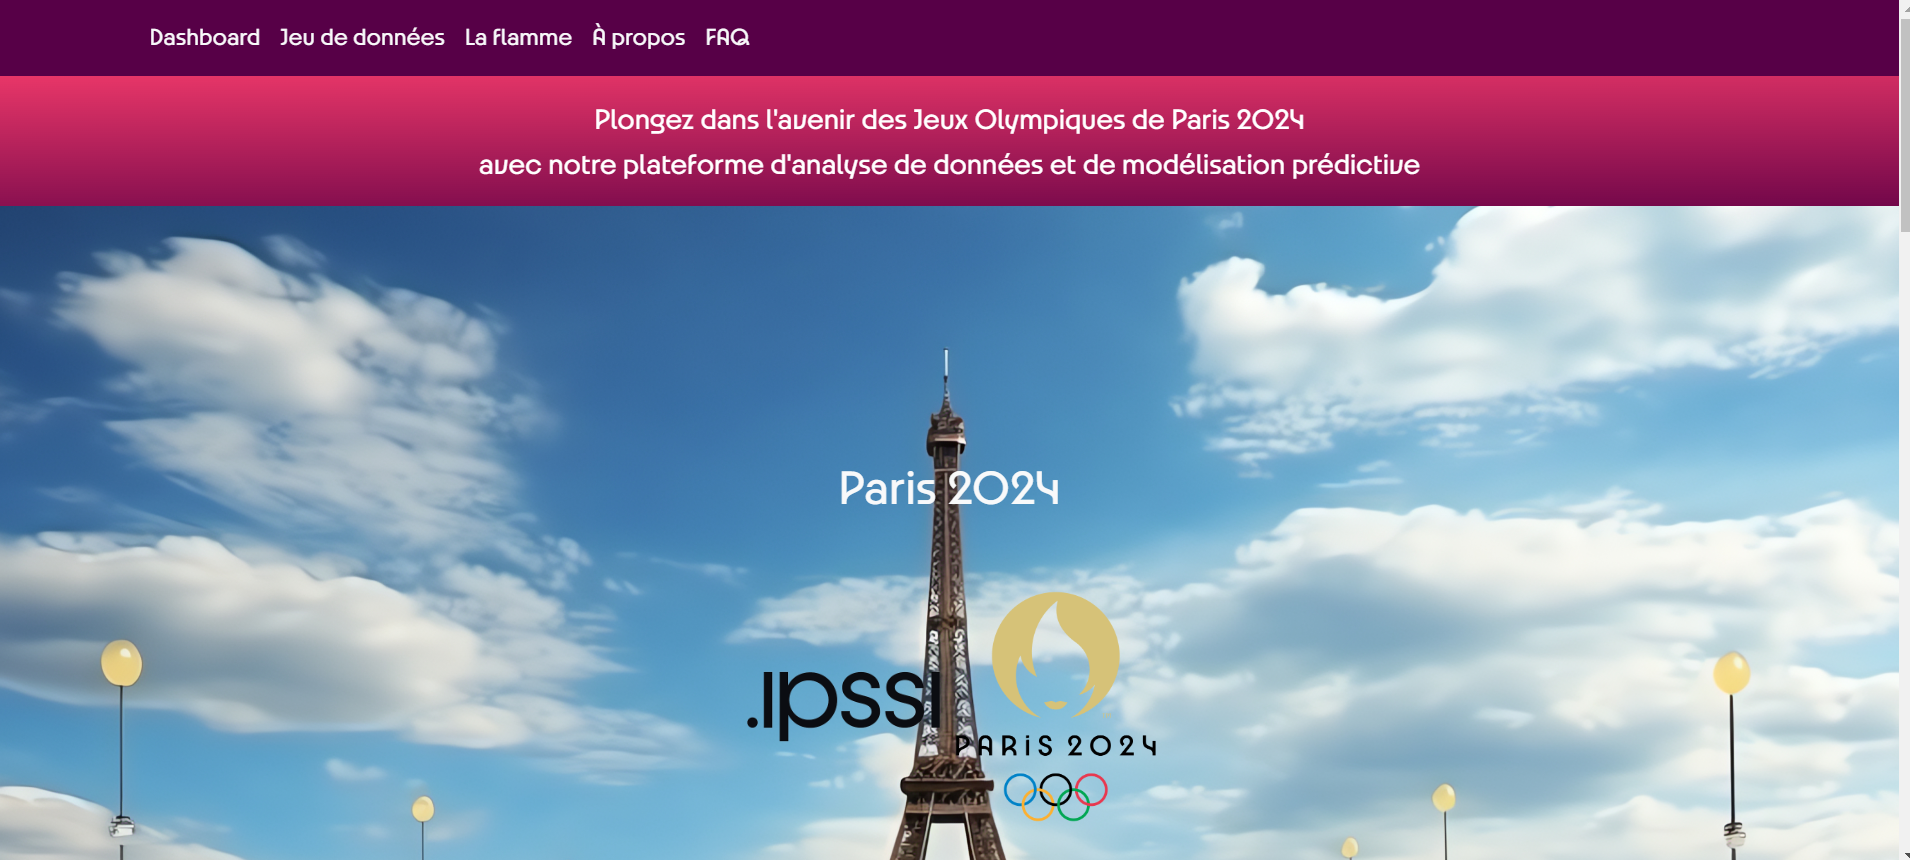 Dashboard Jeu de données La flamme À propos FAQ
Plongez dans l'avenir des Jeux Olympiques de Paris 2024
avec notre plateforme d'analyse de données et de modélisation prédictive
Paris 2024
.ipssi
PARIS 2024